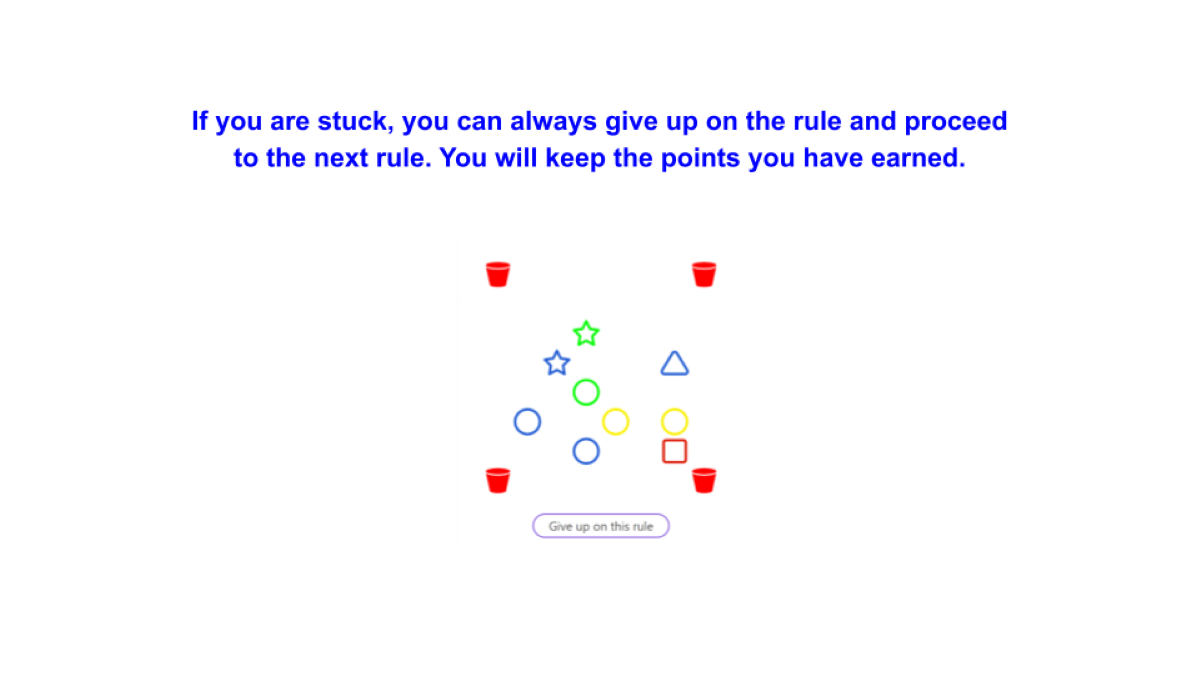 If you are stuck, you can always give up on the rule and proceed
to the next rule. You will keep the points you have earned.
Give up on this rule